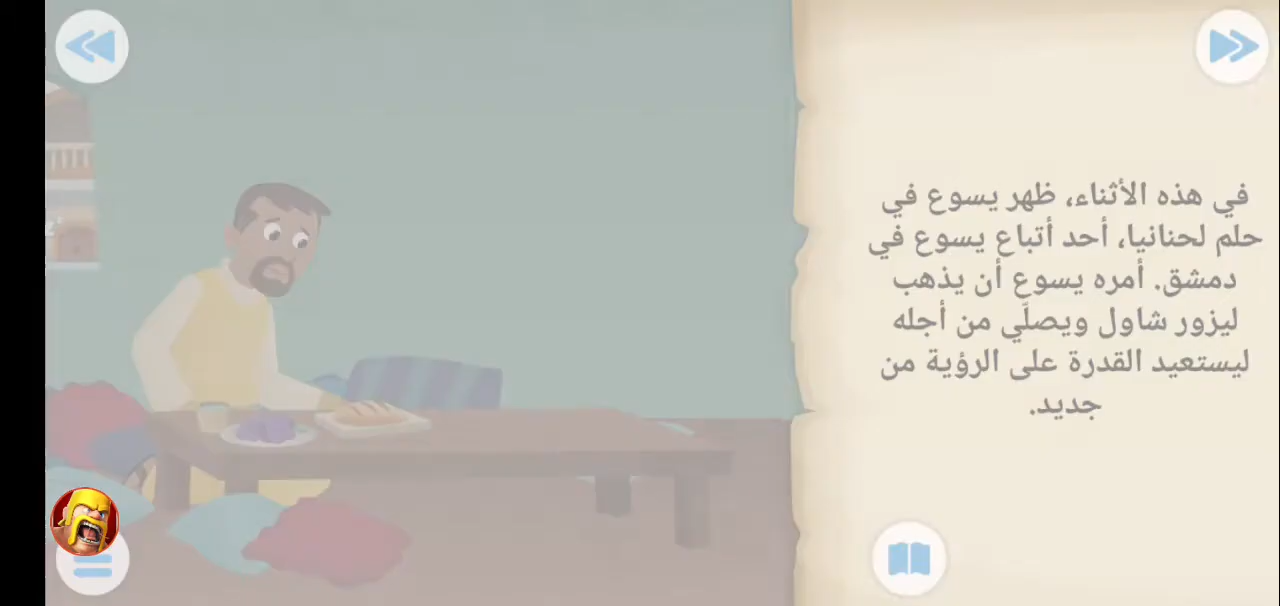 في هذه الأثناء، ظهر يسوع في
حلم لحنانيا، أحد أتباع يسوع في
دمشق. أمره يسوع أن يذهب
ليزور شاول ويصلّي من أجله
ليستعيد القدرة على الرؤية من
جديد.